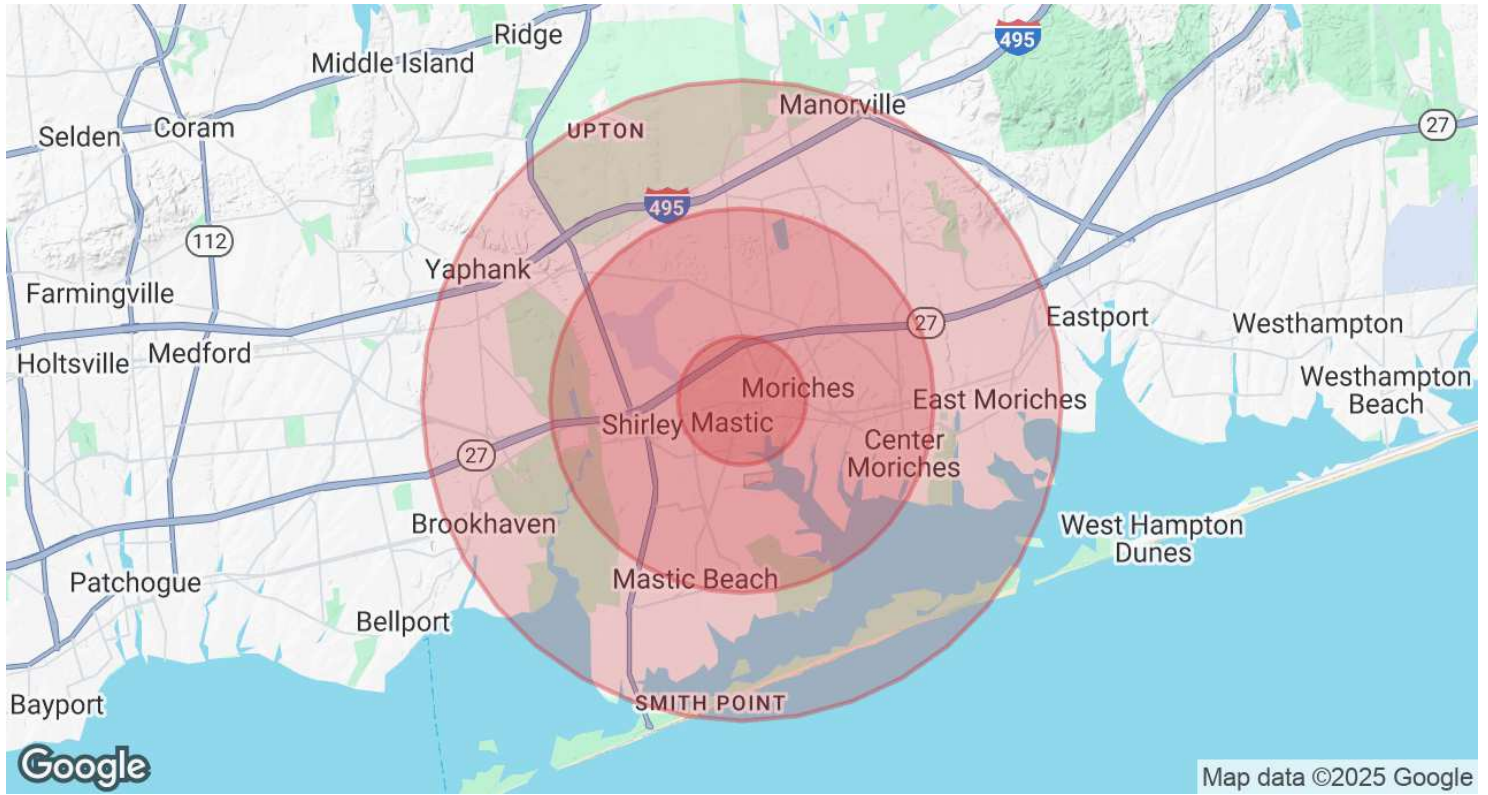 Ridge
495
Middle Island
Manorville
Selden
Coram
UPTON
27
495
112
Yaphank
Farmingville
27
Eastport
Westhampton
Holtsville
Medford
Moriches
Westhampton
Beach
East Moriches
Shirley
Mastic
Center
Moriches
27
Brookhaven
West Hampton
Dunes
Patchogue
Mastic Beach
Bellport
Bayport
SMITH POINT
Google
Map data ©2025 Google